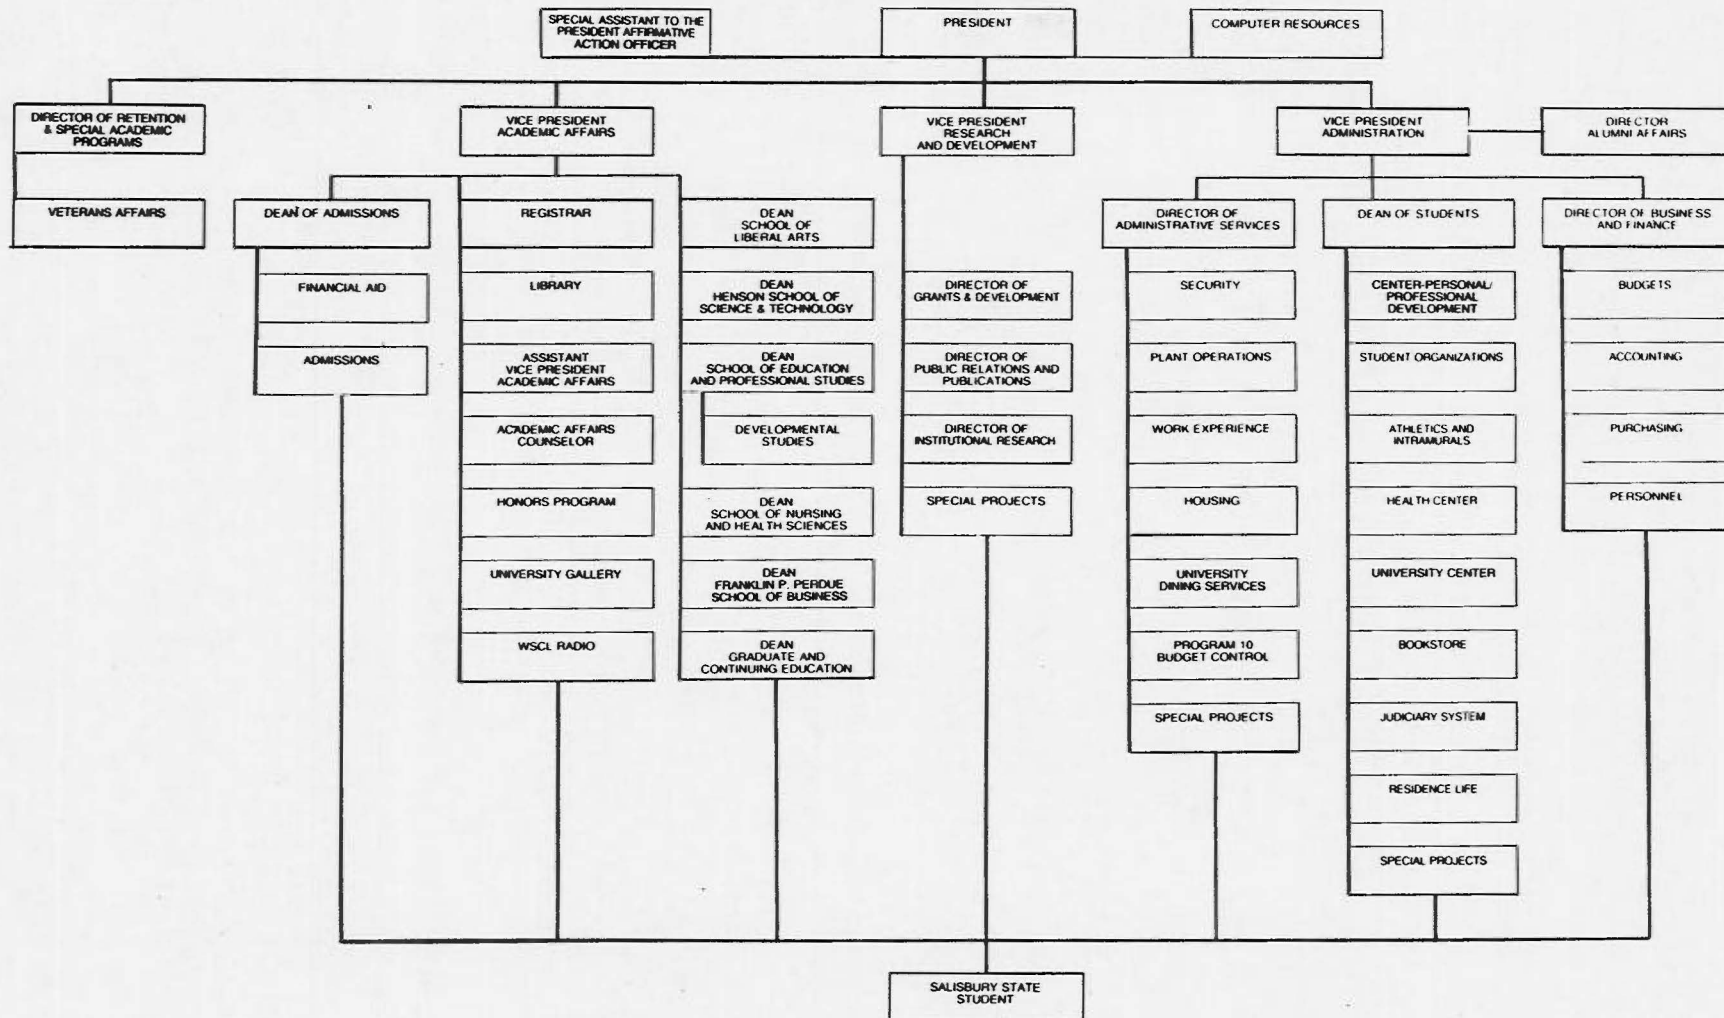 SPECIAL ASSISTANT TO THE
PRESIDENT AFFIRMATIVE
ACTION OFFICER
PRESIDENT
COMPUTER RESOURCES
DIRECTOR OF RETENTION
& SPECIAL ACADEMIC
PROGRAMS
VICE PRESIDENT
ACADEMIC AFFAIRS
VICE PRESIDENT
RESEARCH
AND DEVELOPMENT
VICE PRESIDENT
ADMINISTRATION
DIRECTOR
ALUMNI AFFAIRS
VETERANS AFFAIRS
DEAN OF ADMISSIONS
FINANCIAL AID
ADMISSIONS
REGISTRAR
LIBRARY
ASSISTANT
VICE PRESIDENT
ACADEMIC AFFAIRS
ACADEMIC AFFAIRS
COUNSELOR
HONORS PROGRAM
UNIVERSITY GALLERY
WSCL RADIO
DEAN
SCHOOL OF
LIBERAL ARTS
DEAN
HENSON SCHOOL OF
SCIENCE & TECHNOLOGY
DEAN
SCHOOL OF EDUCATION
AND PROFESSIONAL STUDIES
DEVELOPMENTAL
STUDIES
DEAN
SCHOOL OF NURSING
AND HEALTH SCIENCES
DEAN
FRANKLIN P. PERDUE
SCHOOL OF BUSINESS
DEAN
GRADUATE AND
CONTINUING EDUCATION
DIRECTOR OF
GRANTS & DEVELOPMENT
DIRECTOR OF
PUBLIC RELATIONS AND
PUBLICATIONS
DIRECTOR OF
INSTITUTIONAL RESEARCH
SPECIAL PROJECTS
DIRECTOR OF
ADMINISTRATIVE SERVICES
SECURITY
PLANT OPERATIONS
WORK EXPERIENCE
HOUSING
UNIVERSITY
DINING SERVICES
PROGRAM 10
BUDGET CONTROL
SPECIAL PROJECTS
DEAN OF STUDENTS
CENTER-PERSONAL/
PROFESSIONAL
DEVELOPMENT
STUDENT ORGANIZATIONS
ATHLETICS AND
INTRAMURALS
HEALTH CENTER
UNIVERSITY CENTER
BOOKSTORE
JUDICIARY SYSTEM
RESIDENCE LIFE
SPECIAL PROJECTS
DIRECTOR OF BUSINESS
AND FINANCE
BUDGETS
ACCOUNTING
PURCHASING
PERSONNEL
SALISBURY STATE
STUDENT